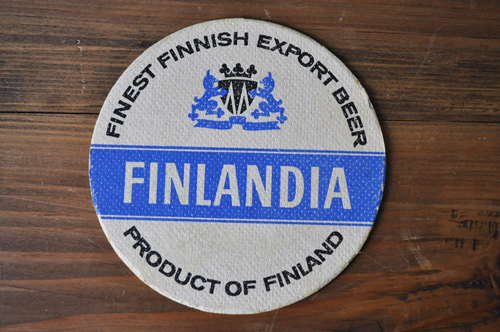 FINEST FINNISH EXPORT BEER
FINLANDIA
PRODUCT OF FINLAND